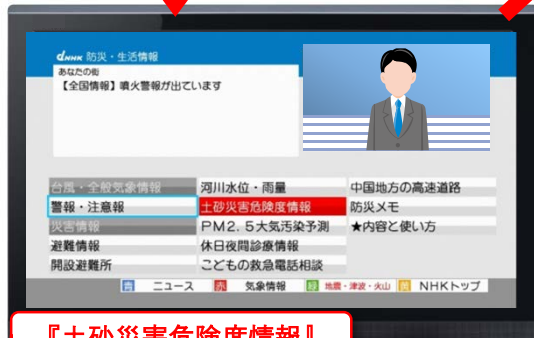 dNHK 防災・生活情報
あなたの街
【全国情報】噴火警報が出ています
台風・全般気象情報
河川水位・雨量
中国地方の高速道路
警報・注意報
土砂災害危険度情報
防災メモ
災害情報
PM2.5大気汚染予測
★内容と使い方
避難情報
休日夜間診療情報
開設避難所
こどもの救急電話相談
青 ニュース 赤 気象情報 緑 地震・津波・火山 黄 NHKトップ
『土砂災害危険度情報』